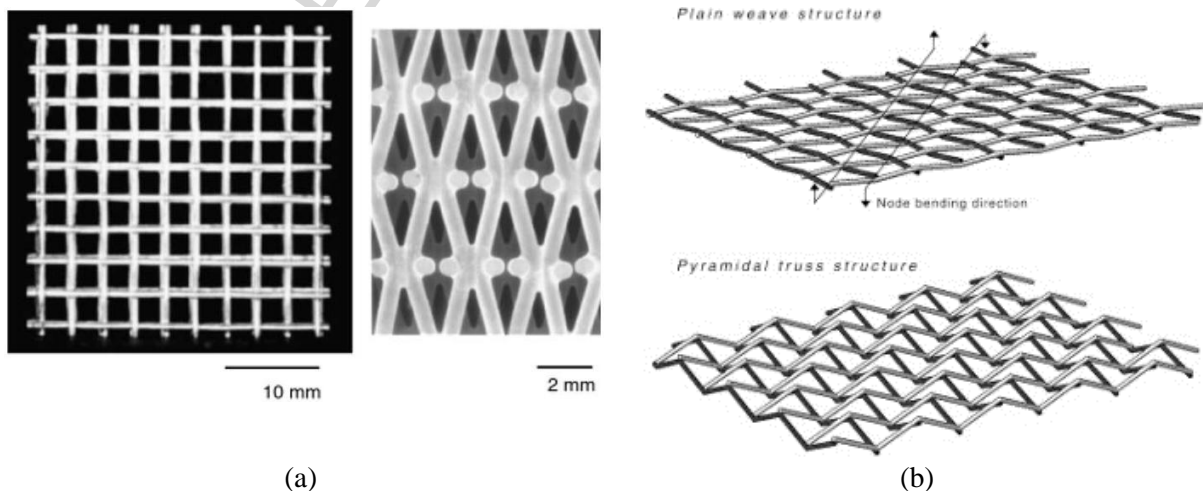 Plain weave structure
Node bending direction
Pyramidal truss structure
10 mm
2 mm
(a)
(b)